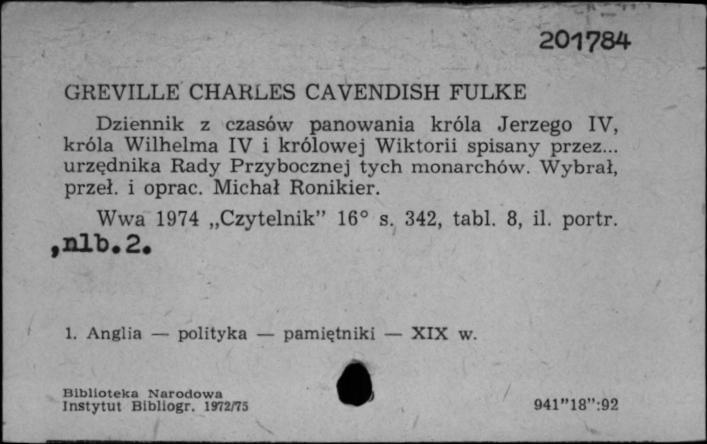 201784
GREVILLE CHARLES CAVENDISH FULKE
Dziennik z czasów panowania króla Jerzego IV,
króla Wilhelma IV i królowej Wiktorii spisany przez...
urzędnika Rady Przybocznej tych monarchów. Wybrał,
przeł. i oprac. Michał Ronikier.
Wwa 1974 „Czytelnik” 16° s. 342, tabl. 8, il. portr.
,nlb.2.
1. Anglia — polityka — pamiętniki — XIX w.
Biblioteka Narodowa
Instytut Bibliogr. 1972/75
941”18”:92